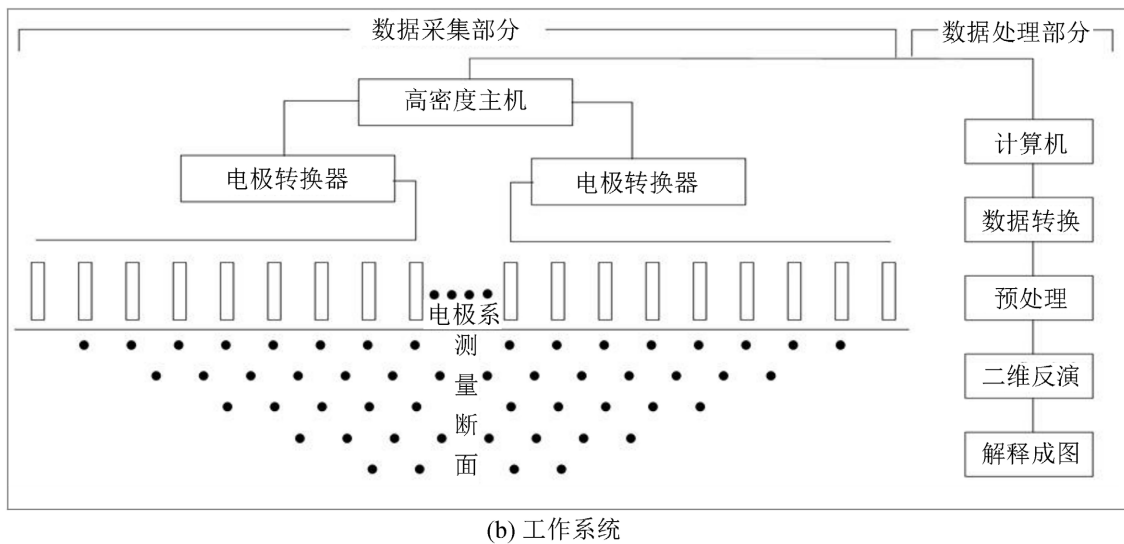 数据采集部分
数据处理部分
高密度主机
电极转换器
电极转换器
计算机
数据转换
预处理
二维反演
解释成图
电极系
测
量
断
面
(b) 工作系统